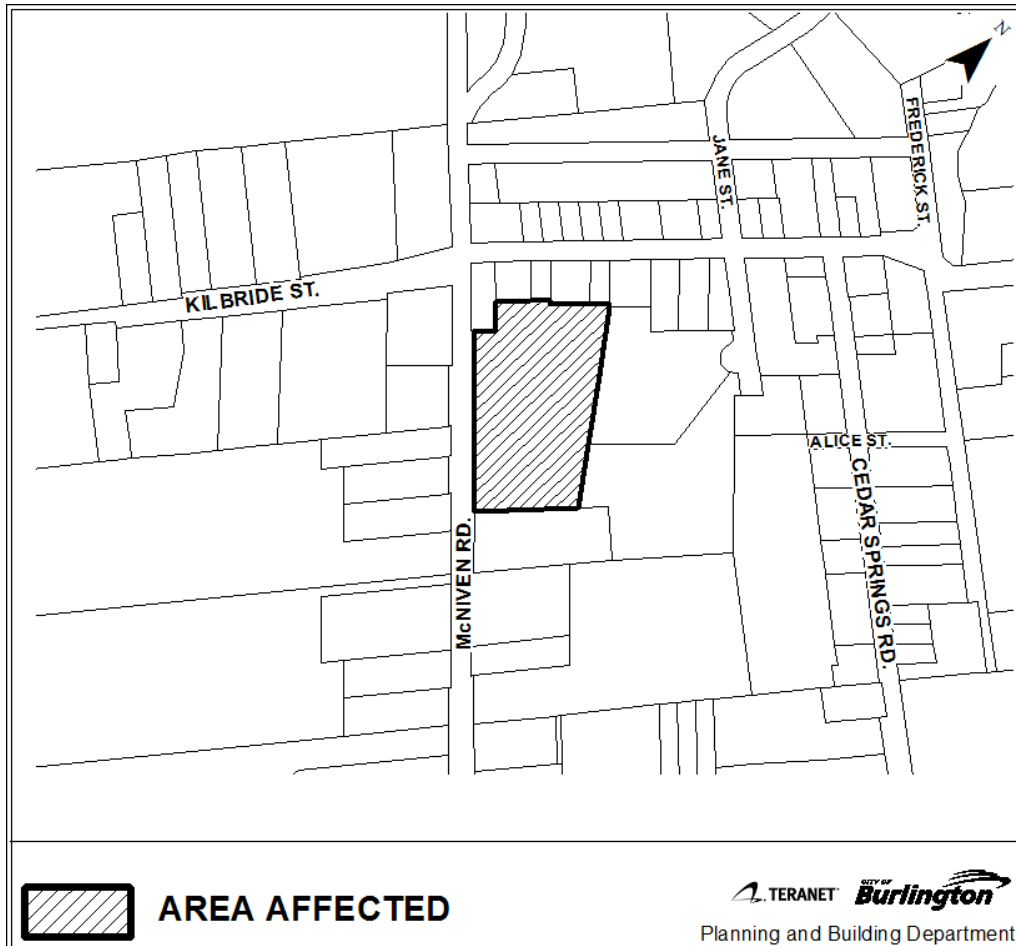 N
FREDERICK ST.
JANE ST.
KILBRIDE ST.
ALICE ST.
CEDAR SPRINGS RD.
McNIVEN RD.
AREA AFFECTED
TERANET
CITY OF
Burlington
Planning and Building Department